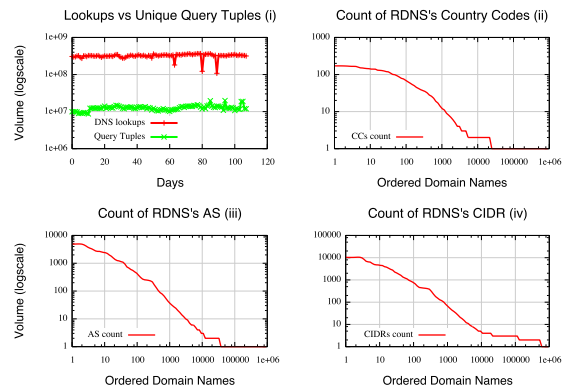 Lookups vs Unique Query Tuples (i)
Volume (logscale)
1e+09
1e+08
1e+07
1e+06
DNS lookups
Query Tuples
0 20 40 60 80 100 120
Days
Count of RDNS's Country Codes (ii)
1000
100
10
1
CCs count
1 10 100 1000 10000 100000 1e+06
Ordered Domain Names
Count of RDNS's AS (iii)
Volume (logscale)
10000
1000
100
10
1
AS count
1 10 100 1000 10000 100000 1e+06
Ordered Domain Names
Count of RDNS's CIDR (iv)
100000
10000
1000
100
10
1
CIDRs count
1 10 100 1000 10000 100000 1e+06
Ordered Domain Names